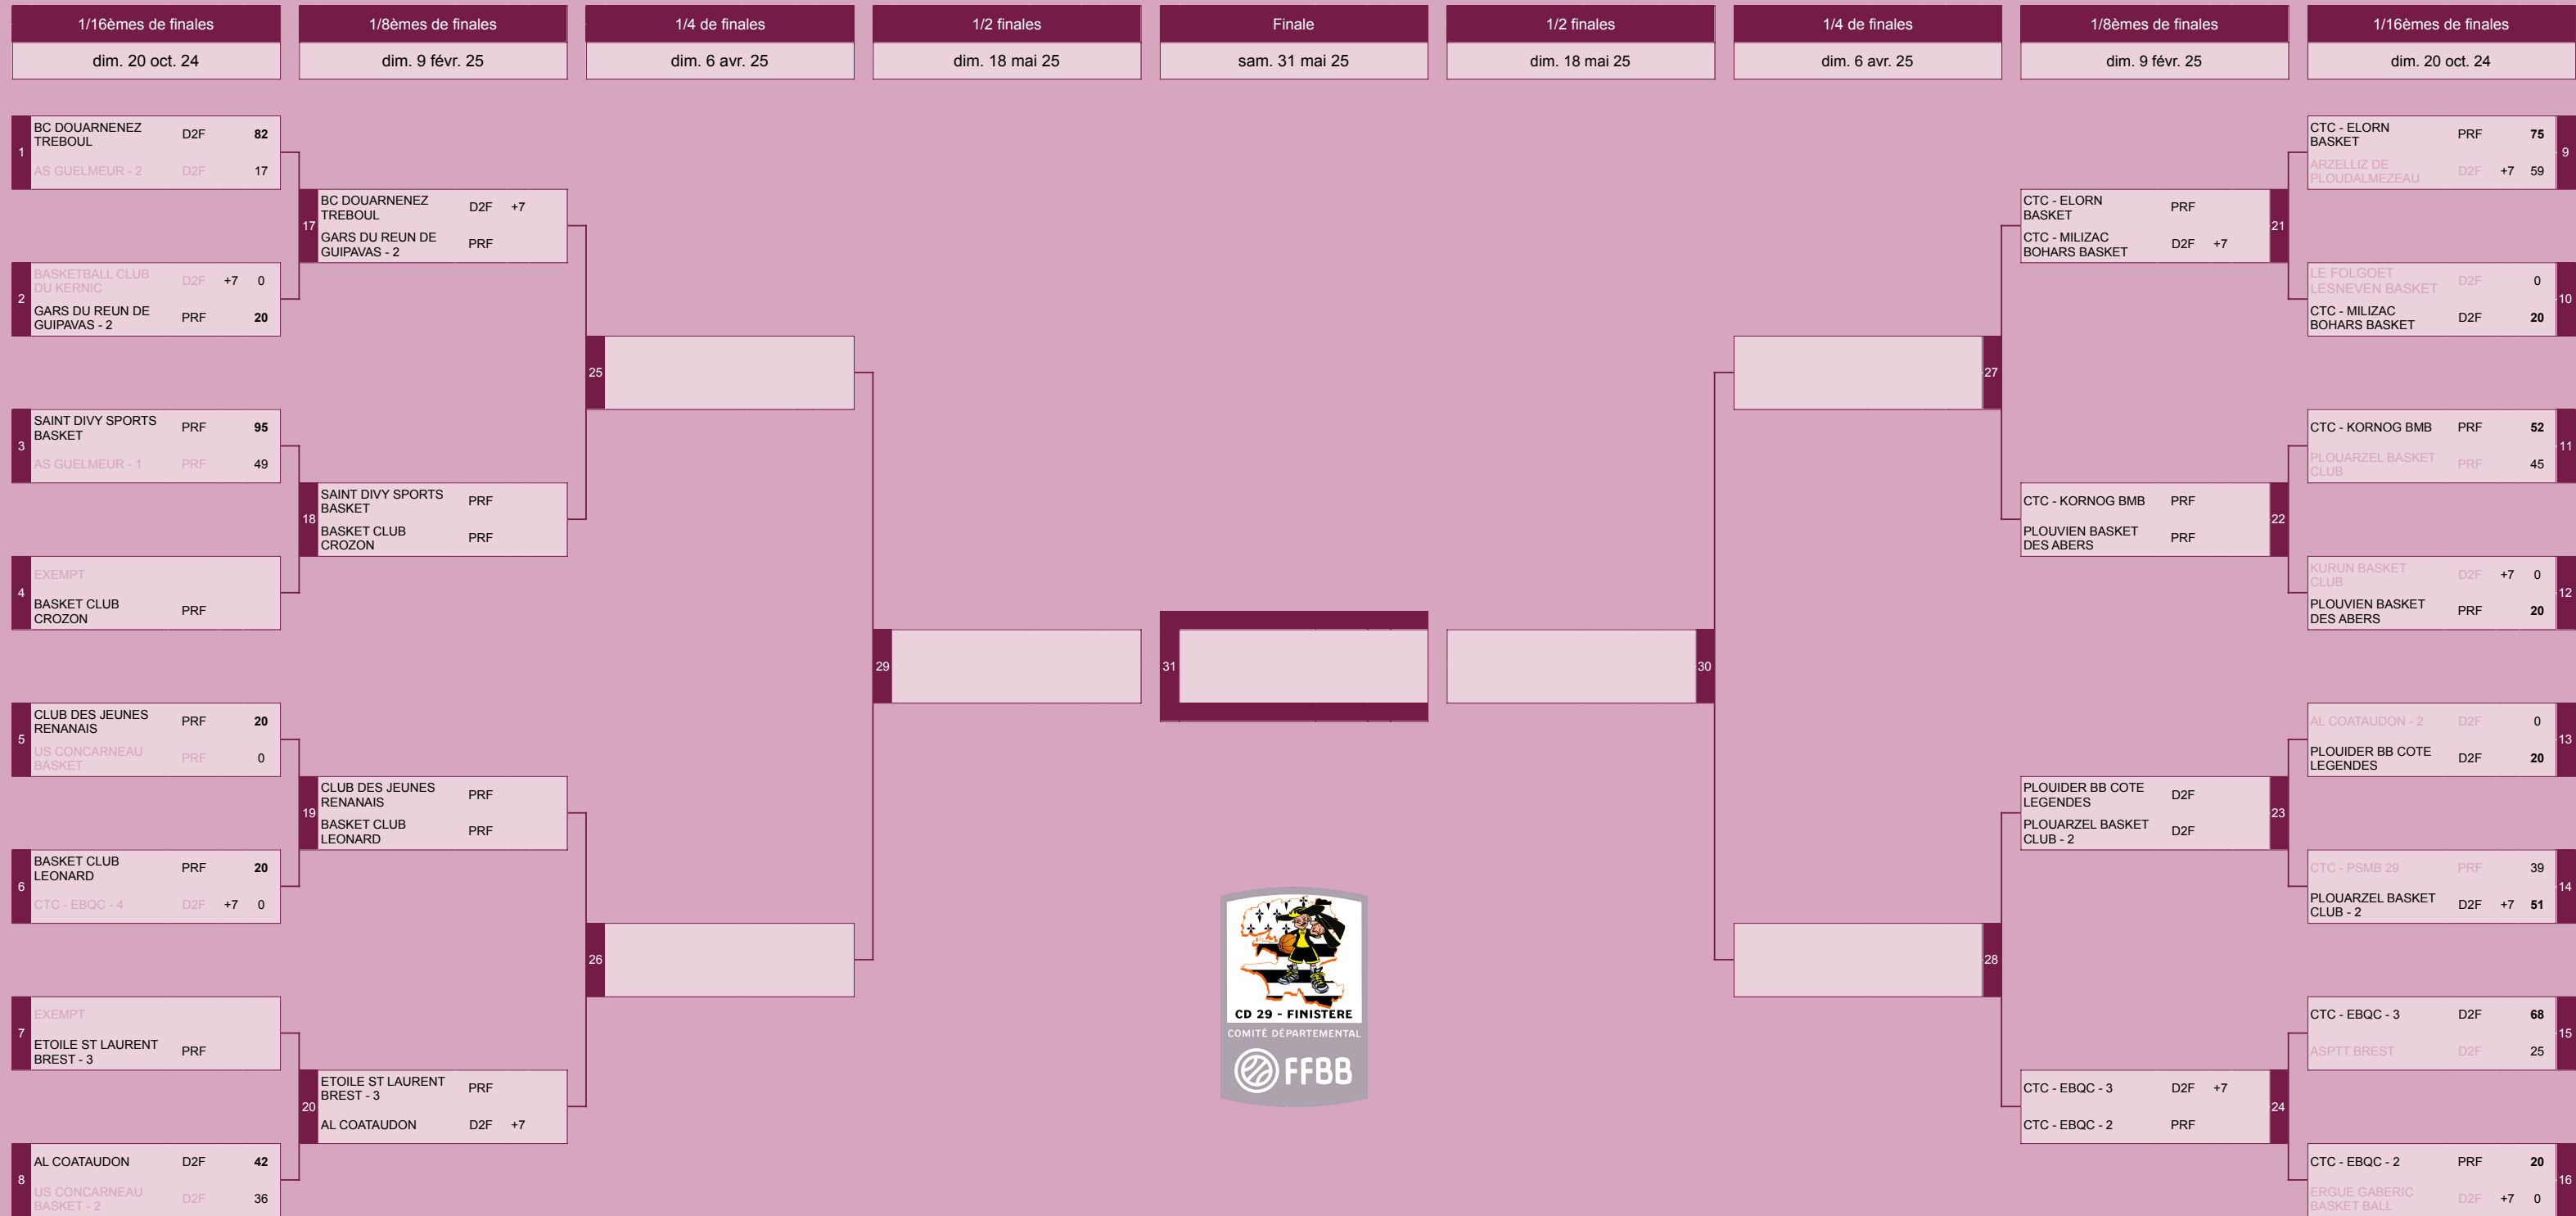 1/16èmes de finales
1/8èmes de finales
1/4 de finales
1/2 finales
Finale
1/2 finales
1/4 de finales
1/8èmes de finales
1/16èmes de finales
dim. 20 oct. 24
dim. 9 févr. 25
dim. 6 avr. 25
dim. 18 mai 25
sam. 31 mai 25
dim. 18 mai 25
dim. 6 avr. 25
dim. 9 févr. 25
dim. 20 oct. 24
1
BC DOUARNENEZ
TREBOUL D2F 82
AS GUELMEUR - 2 D2F 17
2
BASKETBALL CLUB
DU KERNIC D2F +7 0
GARS DU REUN DE
GUIPAVAS - 2 PRF 20
3
SAINT DIVY SPORTS
BASKET PRF 95
AS GUELMEUR - 1 PRF 49
4
EXEMPT
BASKET CLUB
CROZON PRF
5
CLUB DES JEUNES
RENANAIS PRF 20
US CONCARNEAU
BASKET PRF 0
6
BASKET CLUB
LEONARD PRF 20
CTC - EBQC - 4 D2F +7 0
7
EXEMPT
ETOILE ST LAURENT
BREST - 3 PRF
8
AL COATAUDON D2F 42
US CONCARNEAU
BASKET - 2 D2F 36
17
BC DOUARNENEZ
TREBOUL D2F +7
GARS DU REUN DE
GUIPAVAS - 2 PRF
18
SAINT DIVY SPORTS
BASKET PRF
BASKET CLUB
CROZON PRF
19
CLUB DES JEUNES
RENANAIS PRF
BASKET CLUB
LEONARD PRF
20
ETOILE ST LAURENT
BREST - 3 PRF
AL COATAUDON D2F +7
25
26
29
31
30
27
28
CD 29 - FINISTERE
COMITÉ DÉPARTEMENTAL
FFBB
CTC - ELORN
BASKET PRF
CTC - MILIZAC
BOHARS BASKET D2F +7
21
CTC - KORNOG BMB PRF
PLOUVIEN BASKET
DES ABERS PRF
22
PLOUIDER BB COTE
LEGENDES D2F
PLOUARZEL BASKET
CLUB - 2 D2F
23
CTC - EBQC - 3 D2F +7
CTC - EBQC - 2 PRF
24
CTC - ELORN
BASKET PRF 75
ARZELLIZ DE
PLOUDALMEZEAU D2F +7 59
9
LE FOLGOET
LESNEVEN BASKET D2F 0
CTC - MILIZAC
BOHARS BASKET D2F 20
10
CTC - KORNOG BMB PRF 52
PLOUARZEL BASKET
CLUB PRF 45
11
KURUN BASKET
CLUB D2F +7 0
PLOUVIEN BASKET
DES ABERS PRF 20
12
AL COATAUDON - 2 D2F 0
PLOUIDER BB COTE
LEGENDES D2F 20
13
CTC - PSMB 29 PRF 39
PLOUARZEL BASKET
CLUB - 2 D2F +7 51
14
CTC - EBQC - 3 D2F 68
ASPTT BREST D2F 25
15
CTC - EBQC - 2 PRF 20
ERGUE GABERIC
BASKET BALL D2F +7 0
16